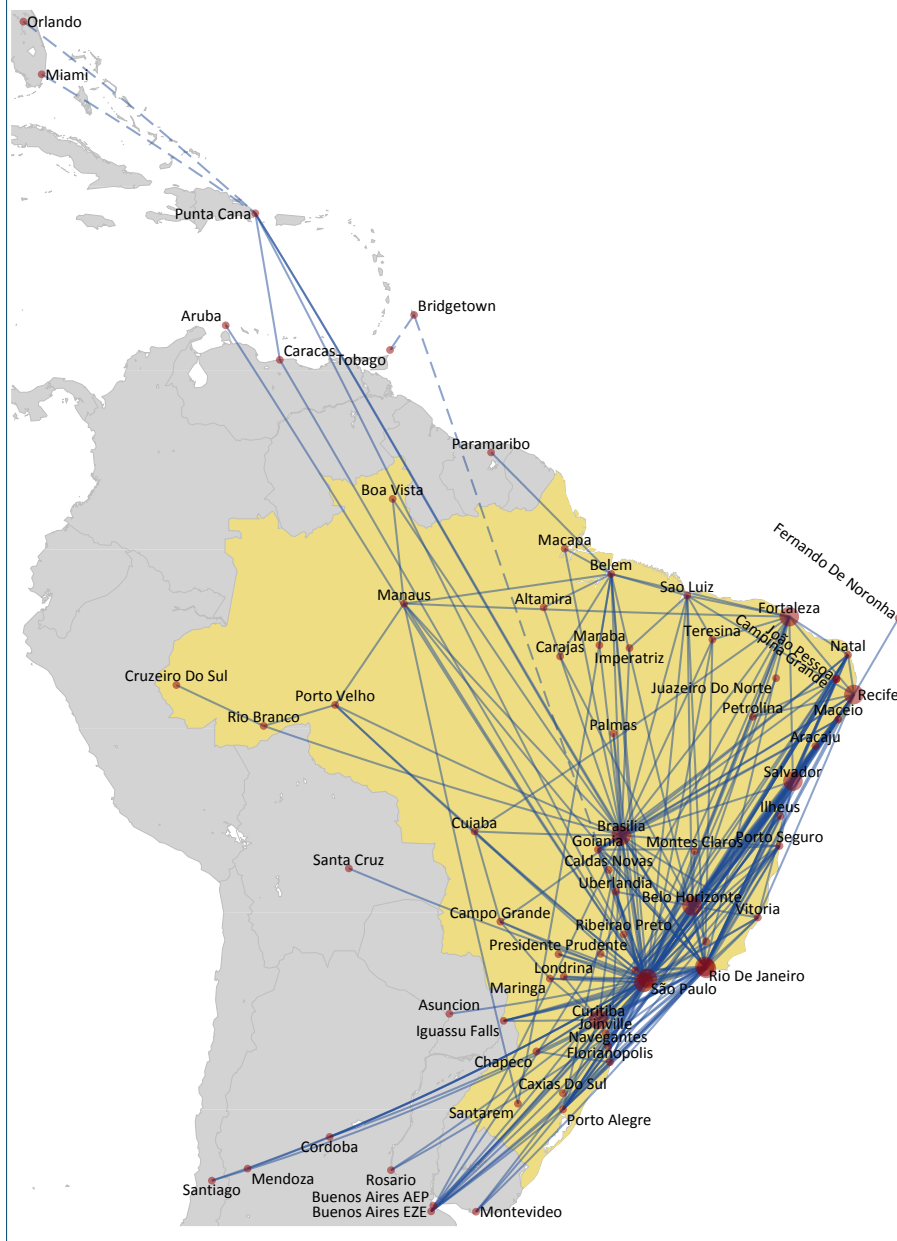 Orlando
Miami
Punta Cana
Bridgetown
Aruba
Caracas
Tobago
Paramaribo
Boa Vista
Fernando De Noronha
Macapa
Belem
Sao Luiz
Manaus
Altamira
Fortaleza
João Pessoa
Campina Grande
Teresina
Maraba
Carajas
Imperatriz
Natal
Cruzeiro Do Sul
Juazeiro Do Norte
Recife
Porto Velho
Petrolina
Maceio
Rio Branco
Palmas
Aracaju
Salvador
Ilheus
Cuiaba
Brasilia
Goiania
Montes Claros
Porto Seguro
Santa Cruz
Caldas Novas
Uberlandia
Belo Horizonte
Vitoria
Campo Grande
Ribeirao Preto
Presidente Prudente
Londrina
Rio De Janeiro
Maringa
São Paulo
Asuncion
Curitiba
Iguassu Falls
Joinville
Navegantes
Florianopolis
Chapeco
Caxias Do Sul
Santarem
Porto Alegre
Cordoba
Mendoza
Rosario
Santiago
Buenos Aires AEP
Buenos Aires EZE
Montevideo